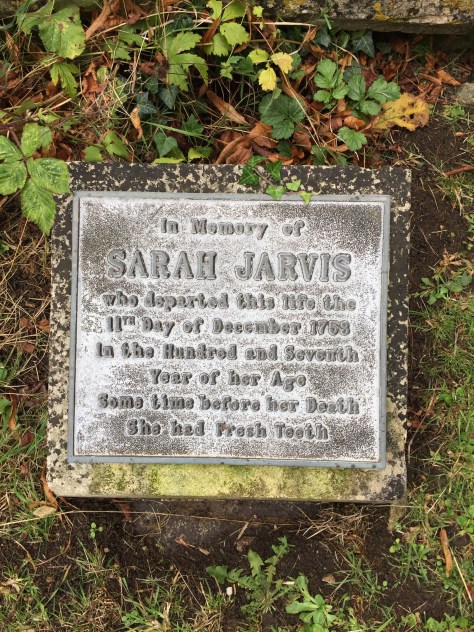 In Memory of
SARAH JARVIS
who departed this life the
11TH Day of December 1753
In the Hundred and Seventh
Year of her Age
Some time before her Death
She had Fresh Teeth